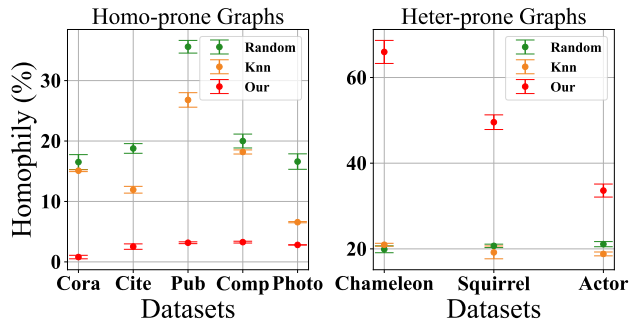 Homo-prone Graphs
Homophily (%)
30
20
10
0
Random
Knn
Our
Cora Cite Pub Comp Photo
Datasets
Heter-prone Graphs
60
40
20
Random
Knn
Our
Chameleon Squirrel Actor
Datasets